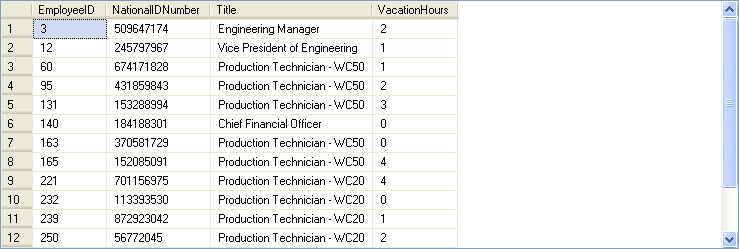 EmployeeID NationalIDNumber Title VacationHours
1 3 509647174 Engineering Manager 2
2 12 245797967 Vice President of Engineering 1
3 60 674171828 Production Technician - WC50 1
4 95 431859843 Production Technician - WC50 2
5 131 153288994 Production Technician - WC50 3
6 140 184188301 Chief Financial Officer 0
7 163 370581729 Production Technician - WC50 0
8 165 152085091 Production Technician - WC50 4
9 221 701156975 Production Technician - WC20 4
10 232 113393530 Production Technician - WC20 0
11 239 872923042 Production Technician - WC20 1
12 250 56772045 Production Technician - WC20 2